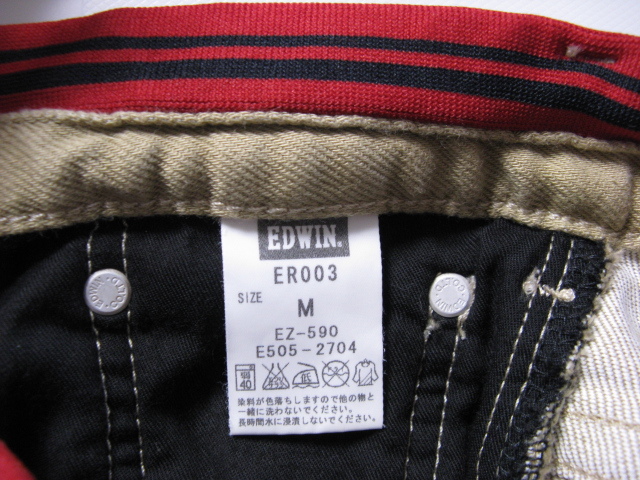 EDWIN.
ER003
SIZE
M
EZ-590
E505-2704
40
染料が色落ちしますので他の物と
一緒に洗わないでください。
長時間水に浸漬しないでください。
EDWIN
EDWIN